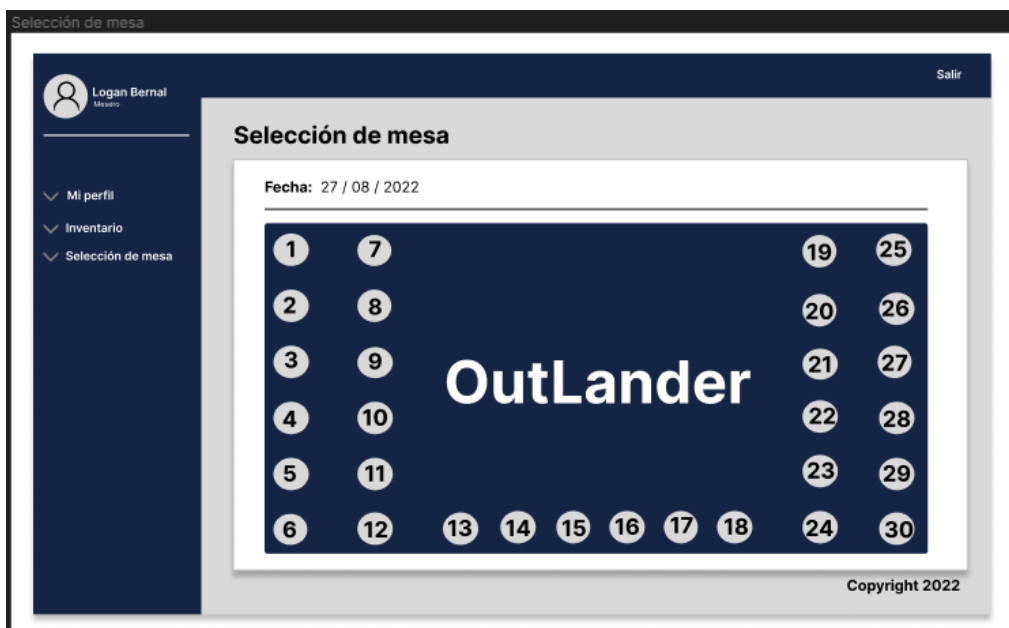 Selección de mesa
Salir
Logan Bernal
Mesero
Mi perfil
Inventario
Selección de mesa
Selección de mesa
Fecha: 27 / 08 / 2022
1 7 19 25
2 8 20 26
3 9 21 27
OutLander
4 10 22 28
5 11 23 29
6 12 13 14 15 16 17 18 24 30
Copyright 2022